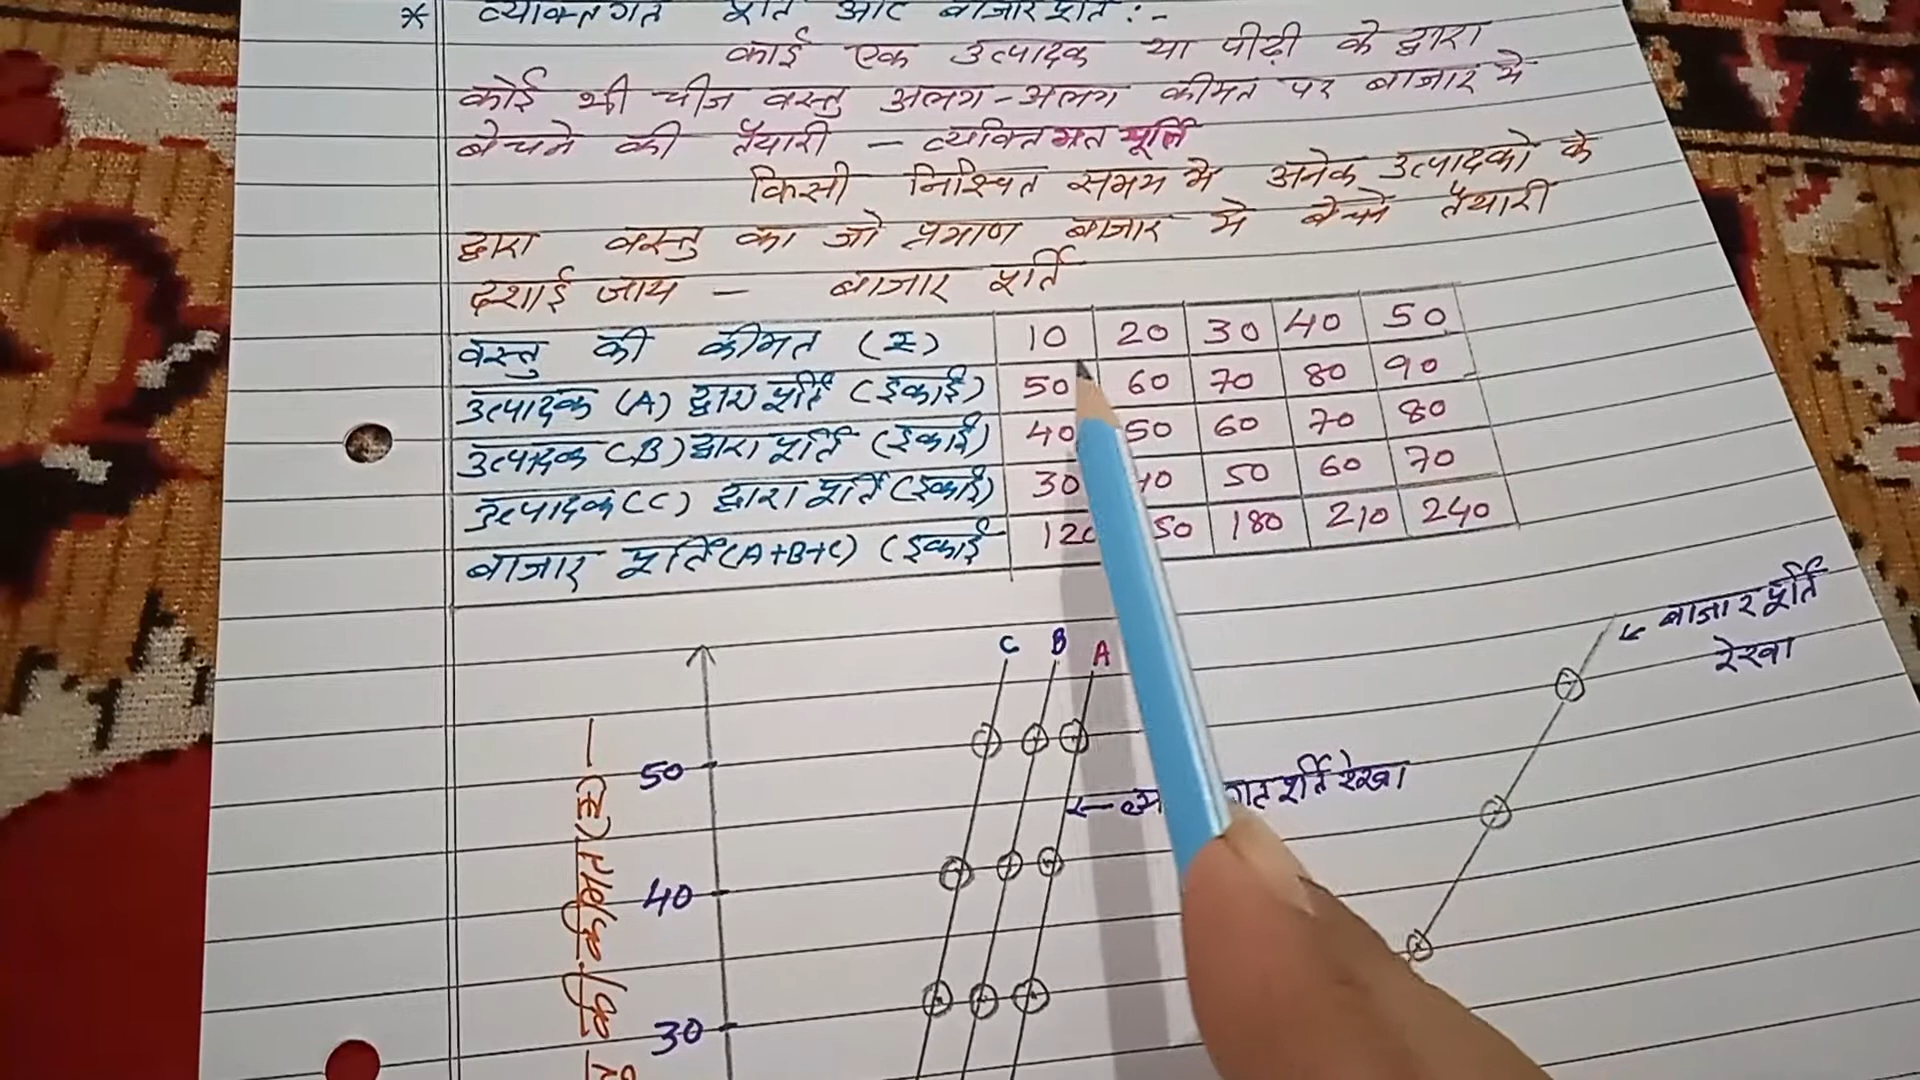 * व्यक्तिगत पूर्ति और बाजार पूर्ति :-
कोई एक उत्पादक या पीढ़ी के द्वारा
कोई भी चीज वस्तु अलग-अलग कीमत पर बाजार मे
बेचने की तैयारी - व्यक्तिगत पूर्ति
किसी निश्चित समय मे अनेक उत्पादको के
द्वारा वस्तु का जो प्रमाण बाजार मे बेचने तैयारी
दर्शाई जाय - बाजार पूर्ति
वस्तु की कीमत (रु) 10 20 30 40 50
उत्पादक (A) द्वारा पूर्ति (इकाई) 50 60 70 80 90
उत्पादक (B) द्वारा पूर्ति (इकाई) 40 50 60 70 80
उत्पादक (C) द्वारा पूर्ति (इकाई) 30 50 60 70
बाजार पूर्ति (A+B+C) (इकाई 180 210 240
C B A
बाजार पूर्ति
रेखा
50
पूर्ति रेखा
40
30